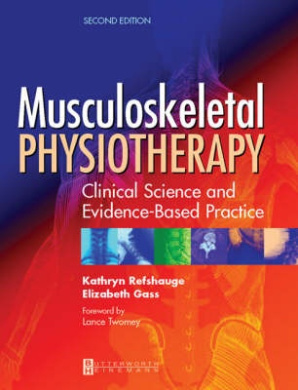 SECOND EDITION
Musculoskeletal
PHYSIOTHERAPY
Clinical Science and
Evidence-Based Practice
Kathryn Refshauge
Elizabeth Gass
Foreword by
Lance Twomey
BUTTERWORTH
HEINEMANN